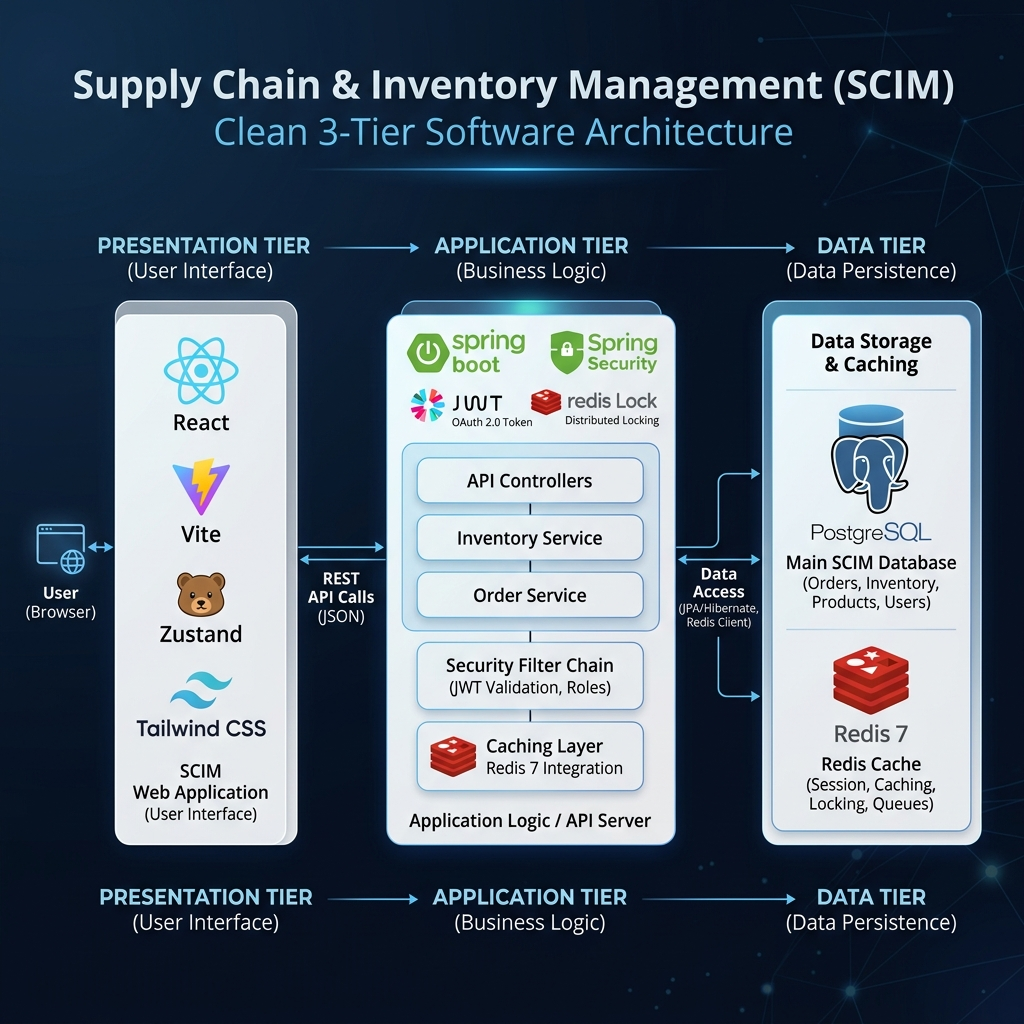 Supply Chain & Inventory Management (SCIM)
Clean 3-Tier Software Architecture
PRESENTATION TIER
(User Interface)
APPLICATION TIER
(Business Logic)
DATA TIER
(Data Persistence)
User
(Browser)
React
Vite
Zustand
Tailwind CSS
SCIM
Web Application
(User Interface)
REST
API Calls
(JSON)
spring
boot
Spring
Security
JWT
OAuth 2.0 Token
redis Lock
Distributed Locking
API Controllers
Inventory Service
Order Service
Security Filter Chain
(JWT Validation, Roles)
Caching Layer
Redis 7 Integration
Application Logic / API Server
Data
Access
(JPA/Hibernate,
Redis Client)
Data Storage
& Caching
PostgreSQL
Main SCIM Database
(Orders, Inventory,
Products, Users)
Redis 7
Redis Cache
(Session, Caching,
Locking, Queues)
PRESENTATION TIER
(User Interface)
APPLICATION TIER
(Business Logic)
DATA TIER
(Data Persistence)